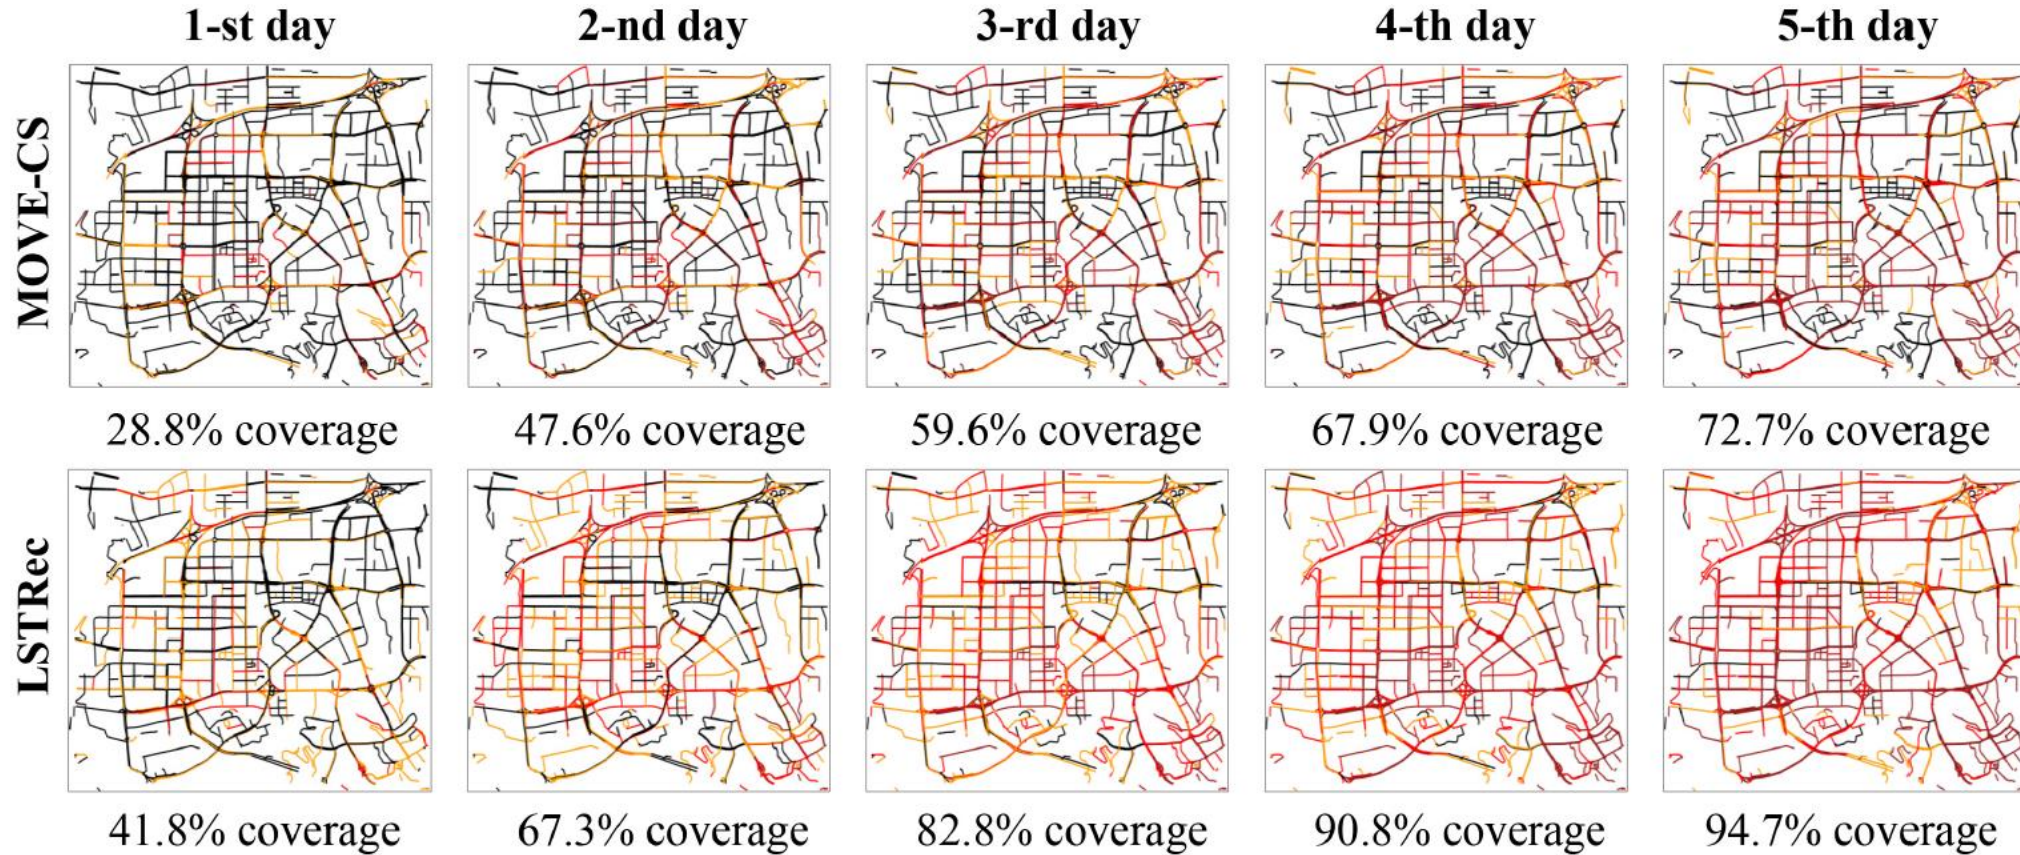 1-st day 2-nd day 3-rd day 4-th day 5-th day
MOVE-CS
28.8% coverage 47.6% coverage 59.6% coverage 67.9% coverage 72.7% coverage
LSTRec
41.8% coverage 67.3% coverage 82.8% coverage 90.8% coverage 94.7% coverage